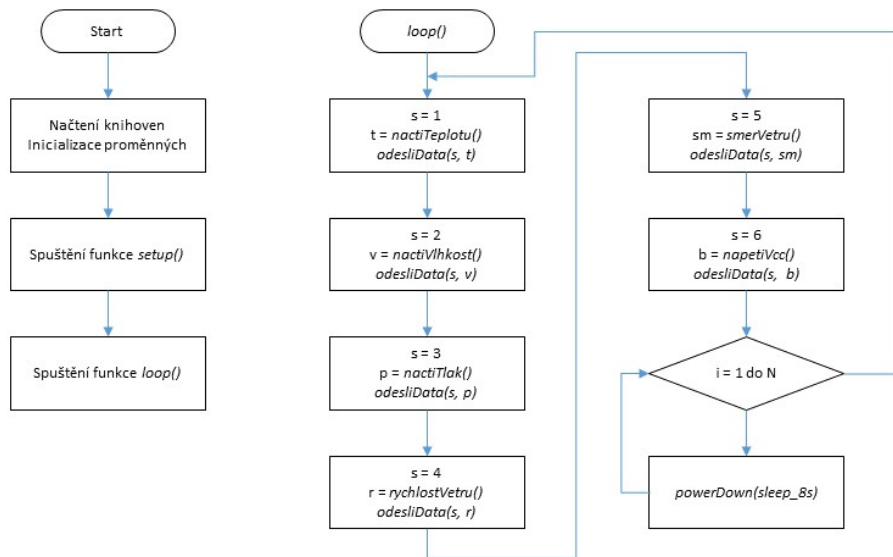 Start
Načtení knihoven
Inicializace proměnných
Spuštění funkce setup()
Spuštění funkce loop()
loop()
s = 1
t = nactiTeplotu()
odesliData(s, t)
s = 2
v = nactiVlhkost()
odesliData(s, v)
s = 3
p = nactiTlak()
odesliData(s, p)
s = 4
r = rychlostVetru()
odesliData(s, r)
s = 5
sm = smerVetru()
odesliData(s, sm)
s = 6
b = napetiVcc()
odesliData(s, b)
i = 1 do N
powerDown(sleep_8s)